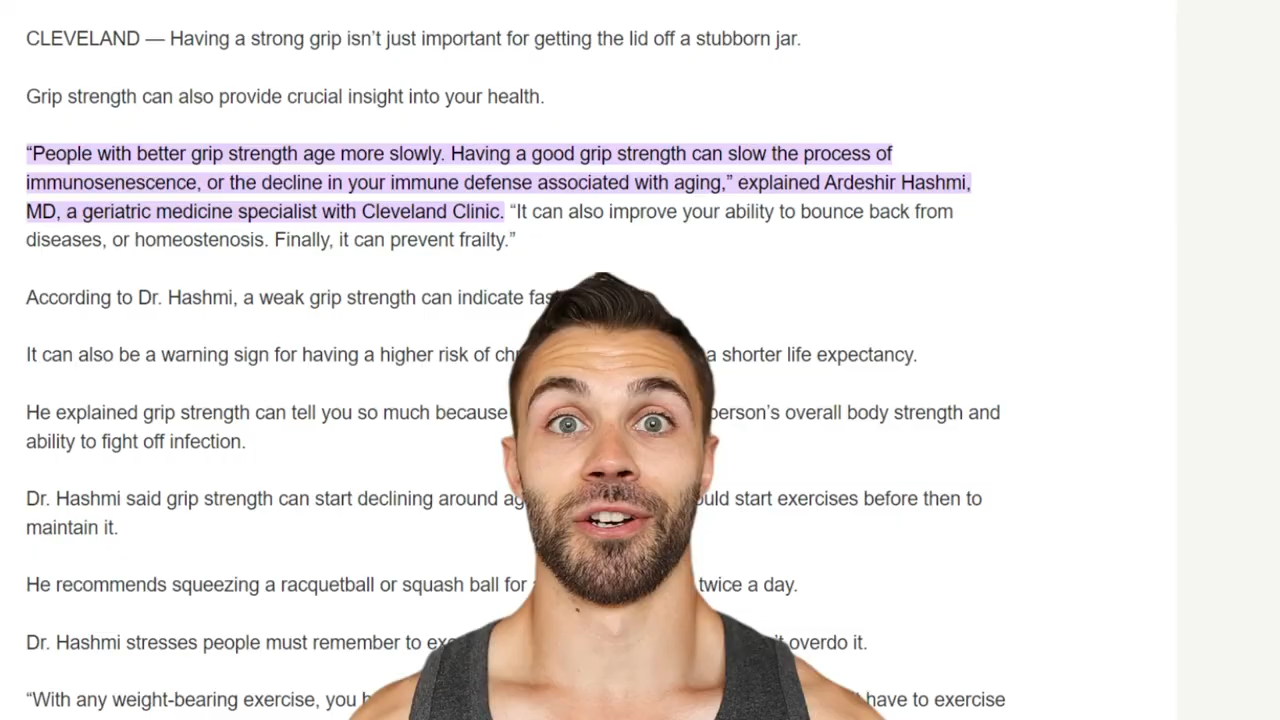 CLEVELAND — Having a strong grip isn’t just important for getting the lid off a stubborn jar.
Grip strength can also provide crucial insight into your health.
“People with better grip strength age more slowly. Having a good grip strength can slow the process of
immunosenescence, or the decline in your immune defense associated with aging,” explained Ardeshir Hashmi,
MD, a geriatric medicine specialist with Cleveland Clinic. “It can also improve your ability to bounce back from
diseases, or homeostenosis. Finally, it can prevent frailty.”
According to Dr. Hashmi, a weak grip strength can indicate
It can also be a warning sign for having a higher risk of a shorter life expectancy.
He explained grip strength can tell you so much because person’s overall body strength and
ability to fight off infection.
Dr. Hashmi said grip strength can start declining around start exercises before then to
maintain it.
He recommends squeezing a racquetball or squash ball for twice a day.
Dr. Hashmi stresses people must remember to overdo it.
“With any weight-bearing exercise, you have to exercise